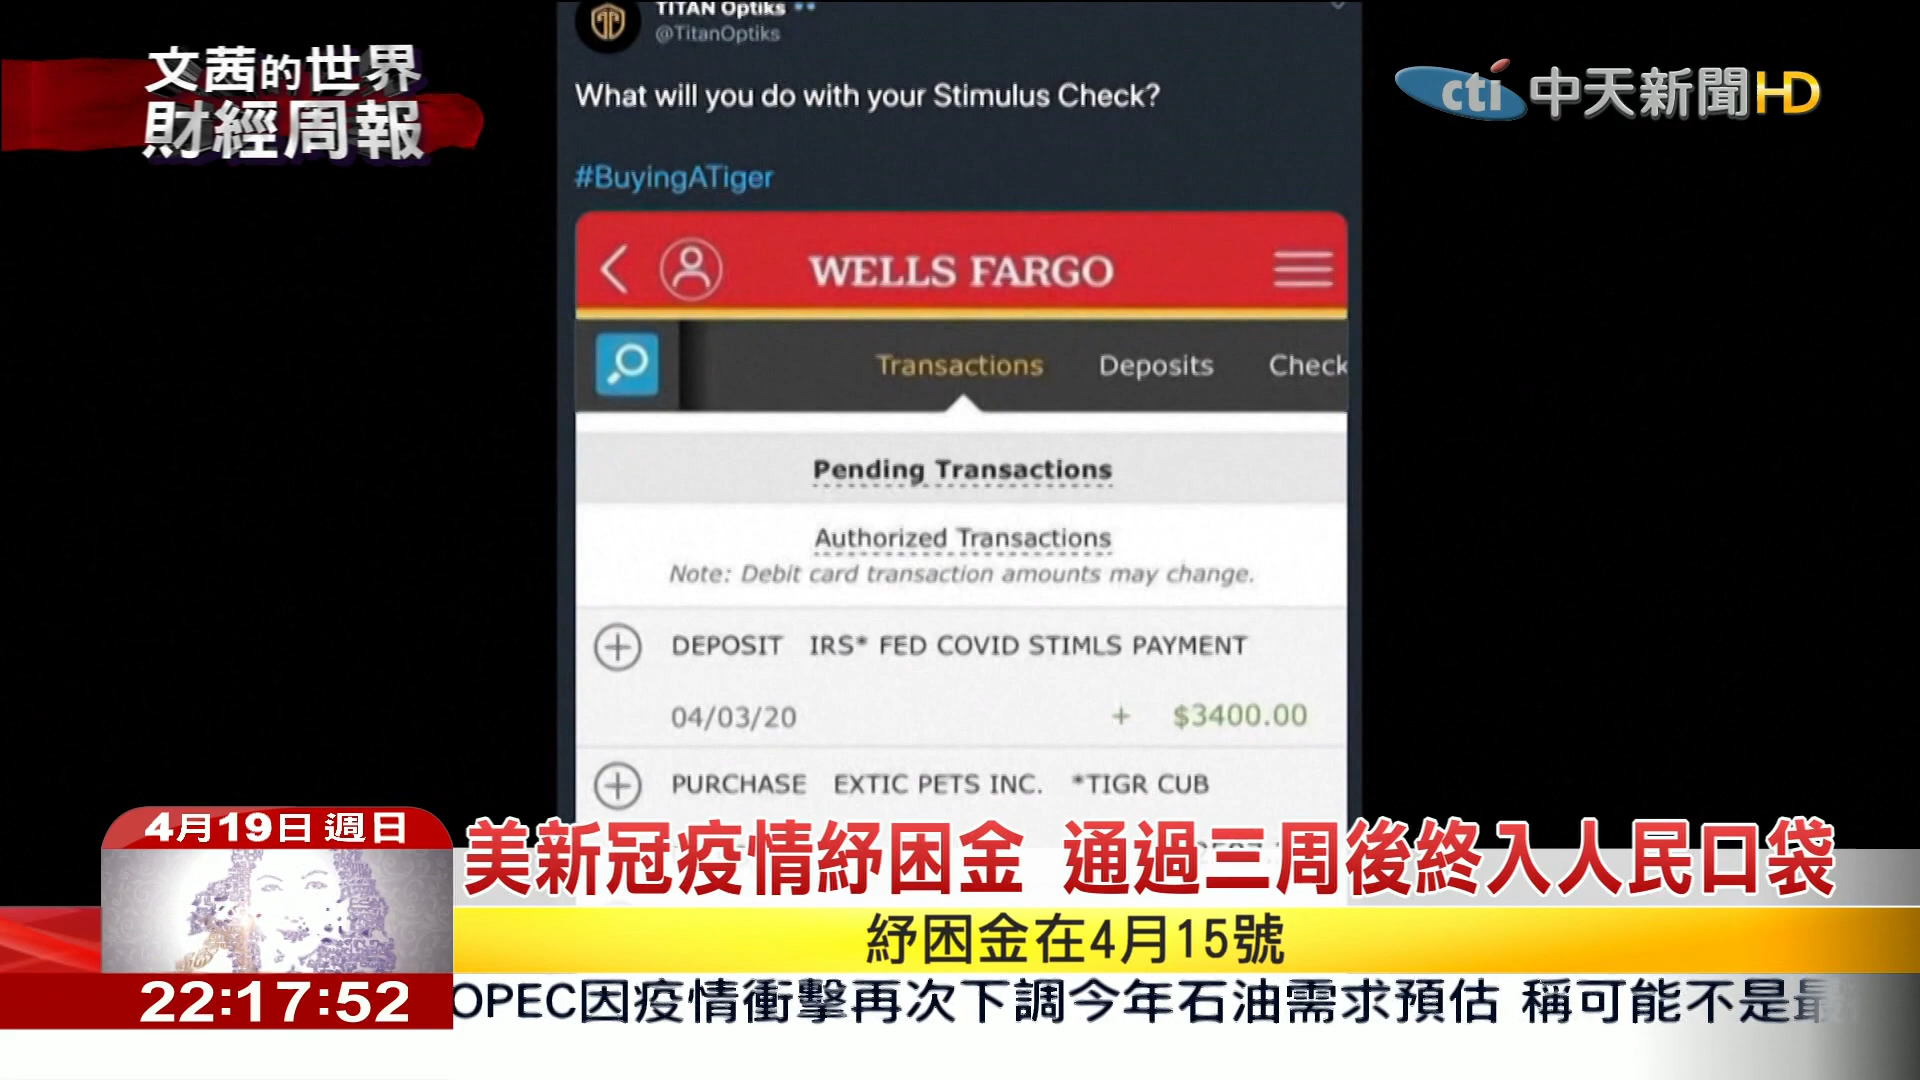 文茜的世界
財經周報
cti 中天新聞HD
TITAN Optiks
@TitanOptiks
What will you do with your Stimulus Check?
#BuyingATiger
WELLS FARGO
Transactions Deposits Check
Pending Transactions
Authorized Transactions
Note: Debit card transaction amounts may change.
DEPOSIT IRS* FED COVID STIMLS PAYMENT
04/03/20 + $3400.00
PURCHASE EXTIC PETS INC. *TIGR CUB
4月19日 週日
美新冠疫情紓困金 通過三周後終入人民口袋
紓困金在4月15號
22:17:52
OPEC因疫情衝擊再次下調今年石油需求預估 稱可能不是最